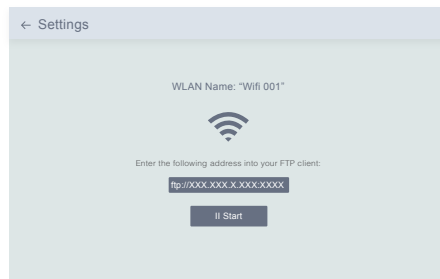 ← Settings
WLAN Name: “Wifi 001”
Enter the following address into your FTP client:
ftp://XXX.XXX.X.XXX:XXXX
II Start